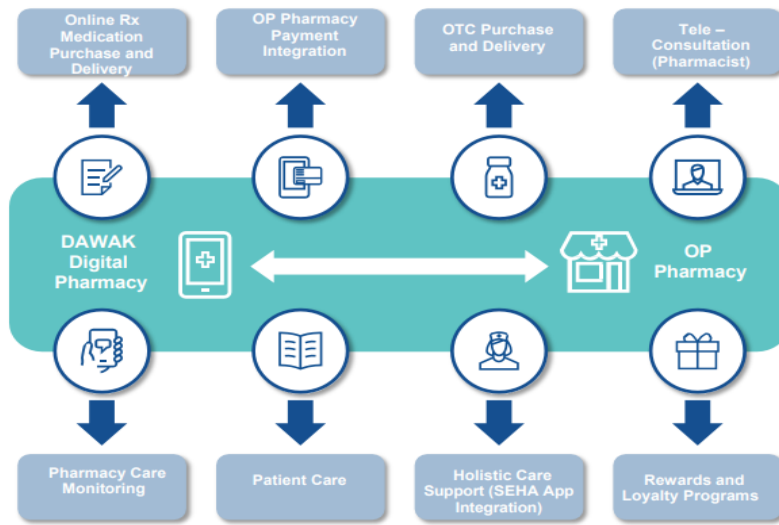 Online Rx
Medication
Purchase and
Delivery
OP Pharmacy
Payment
Integration
OTC Purchase
and Delivery
Tele –
Consultation
(Pharmacist)
DAWAK
Digital
Pharmacy
OP
Pharmacy
Pharmacy Care
Monitoring
Patient Care
Holistic Care
Support (SEHA App
Integration)
Rewards and
Loyalty Programs